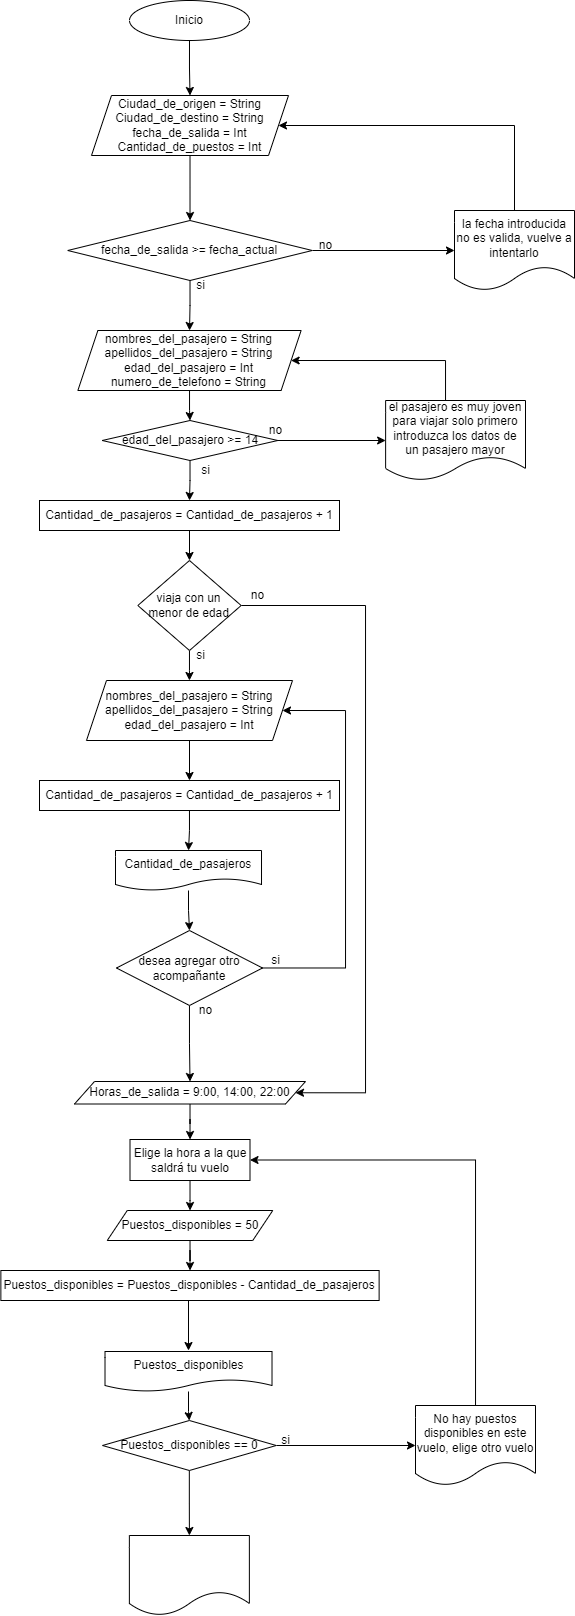 Inicio
Ciudad_de_origen = String
Ciudad_de_destino = String
fecha_de_salida = Int
Cantidad_de_puestos = Int
fecha_de_salida >= fecha_actual
no
la fecha introducida
no es valida, vuelve a
intentarlo
si
nombres_del_pasajero = String
apellidos_del_pasajero = String
edad_del_pasajero = Int
numero_de_telefono = String
edad_del_pasajero >= 14
no
el pasajero es muy joven
para viajar solo primero
introduzca los datos de
un pasajero mayor
si
Cantidad_de_pasajeros = Cantidad_de_pasajeros + 1
viaja con un
menor de edad
no
si
nombres_del_pasajero = String
apellidos_del_pasajero = String
edad_del_pasajero = Int
Cantidad_de_pasajeros = Cantidad_de_pasajeros + 1
Cantidad_de_pasajeros
desea agregar otro
acompañante
si
no
Horas_de_salida = 9:00, 14:00, 22:00
Elige la hora a la que
saldrá tu vuelo
Puestos_disponibles = 50
Puestos_disponibles = Puestos_disponibles - Cantidad_de_pasajeros
Puestos_disponibles
Puestos_disponibles == 0
si
No hay puestos
disponibles en este
vuelo, elige otro vuelo